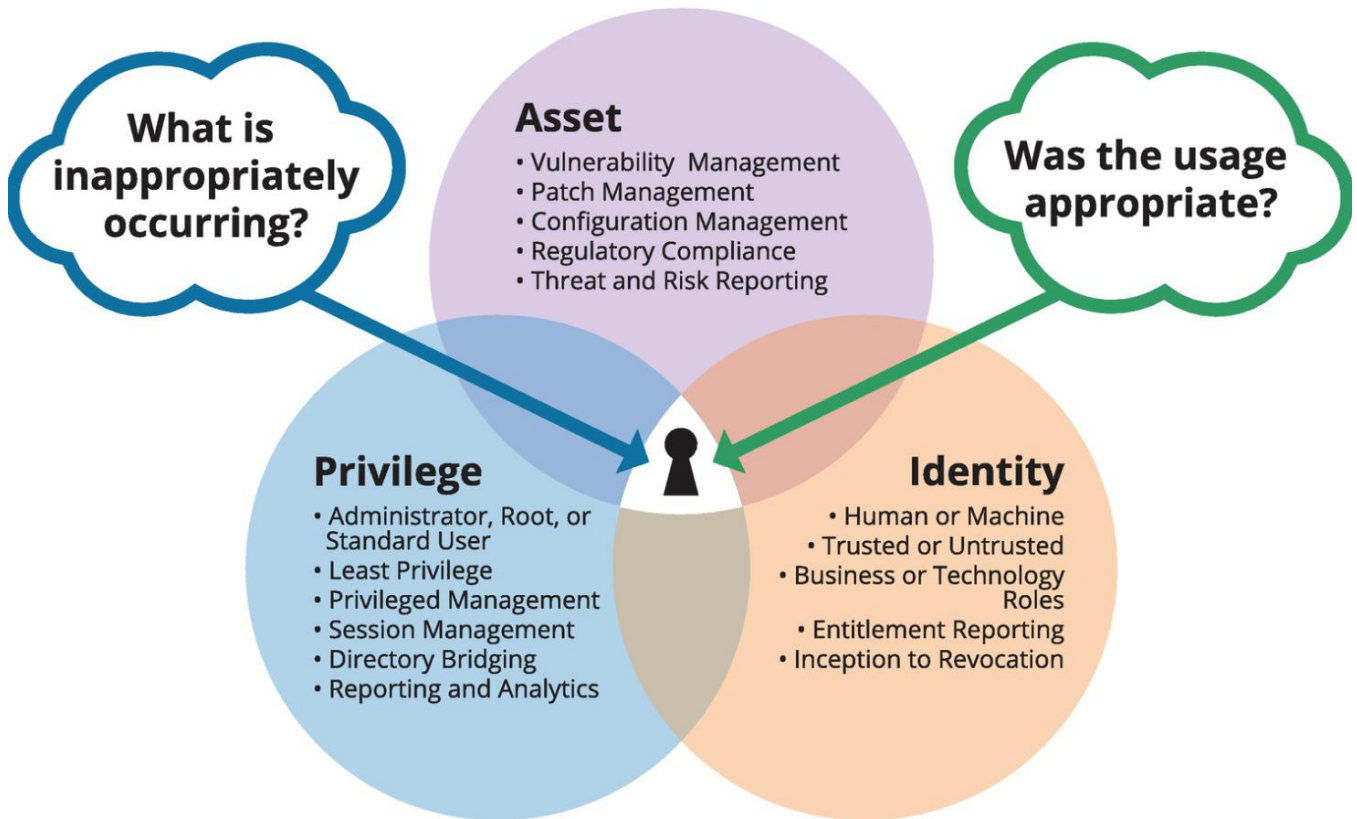 What is
inappropriately
occurring?
Asset
• Vulnerability Management
• Patch Management
• Configuration Management
• Regulatory Compliance
• Threat and Risk Reporting
Was the usage
appropriate?
Privilege
• Administrator, Root, or
Standard User
• Least Privilege
• Privileged Management
• Session Management
• Directory Bridging
• Reporting and Analytics
Identity
• Human or Machine
• Trusted or Untrusted
• Business or Technology
Roles
• Entitlement Reporting
• Inception to Revocation